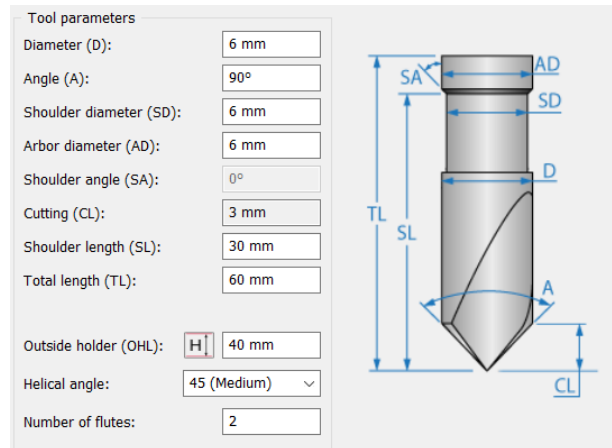 Tool parameters
Diameter (D): 6 mm
Angle (A): 90º
Shoulder diameter (SD): 6 mm
Arbor diameter (AD): 6 mm
Shoulder angle (SA): 0º
Cutting (CL): 3 mm
Shoulder length (SL): 30 mm
Total length (TL): 60 mm
Outside holder (OHL): H 40 mm
Helical angle: 45 (Medium)
Number of flutes: 2
SA
AD
SD
D
TL
SL
A
CL